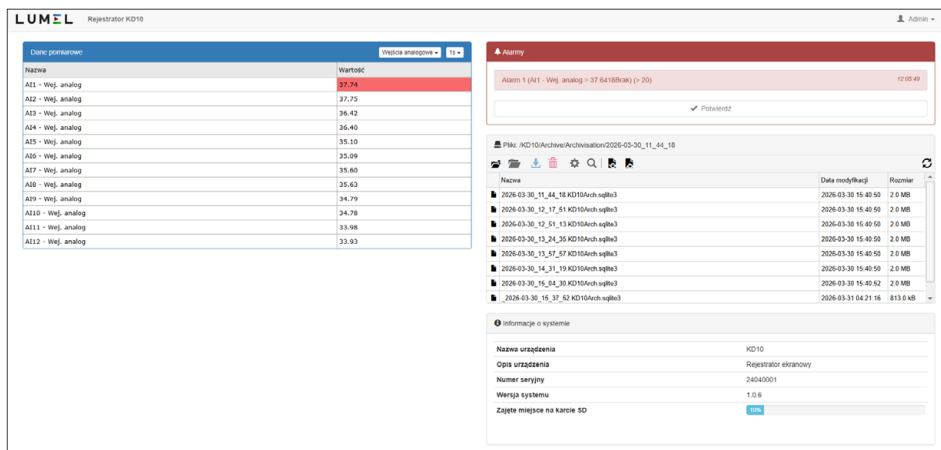 LUMEL Rejestrator KD10 Admin
Dane pomiarowe Wejścia analogowe 1s
Nazwa Wartość
AI1 - Wej. analog 37.74
AI2 - Wej. analog 37.75
AI3 - Wej. analog 36.42
AI4 - Wej. analog 36.40
AI5 - Wej. analog 35.10
AI6 - Wej. analog 35.09
AI7 - Wej. analog 35.60
AI8 - Wej. analog 35.63
AI9 - Wej. analog 34.79
AI10 - Wej. analog 34.78
AI11 - Wej. analog 33.98
AI12 - Wej. analog 33.93
Alarmy
Alarm 1 (AI1 - Wej. analog = 37.6418Brak) (> 20) 12:05:49
Potwierdź
Pliki: /KD10/Archive/Archivisation/2026-03-30_11_44_18
Nazwa Data modyfikacji Rozmiar
2026-03-30_11_44_18.KD10Arch.sqlite3 2026-03-30 15:40:50 2.0 MB
2026-03-30_12_17_51.KD10Arch.sqlite3 2026-03-30 15:40:50 2.0 MB
2026-03-30_12_51_13.KD10Arch.sqlite3 2026-03-30 15:40:50 2.0 MB
2026-03-30_13_24_35.KD10Arch.sqlite3 2026-03-30 15:40:50 2.0 MB
2026-03-30_13_57_57.KD10Arch.sqlite3 2026-03-30 15:40:50 2.0 MB
2026-03-30_14_31_19.KD10Arch.sqlite3 2026-03-30 15:40:50 2.0 MB
2026-03-30_15_04_30.KD10Arch.sqlite3 2026-03-30 15:40:52 2.0 MB
_2026-03-30_15_37_52.KD10Arch.sqlite3 2026-03-31 04:21:16 813.0 kB
Informacje o systemie
Nazwa urządzenia KD10
Opis urządzenia Rejestrator ekranowy
Numer seryjny 24040001
Wersja systemu 1.0.6
Zajęte miejsce na karcie SD 10%